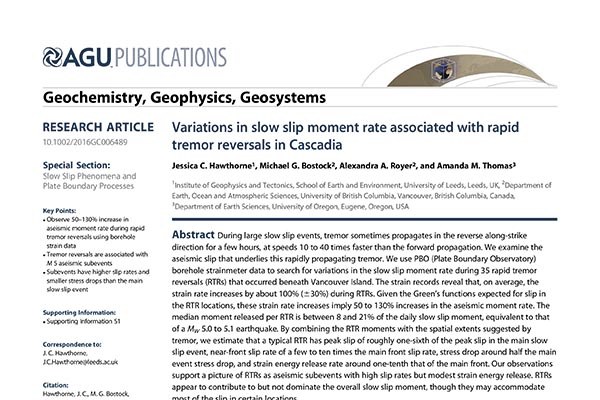 AGU PUBLICATIONS
Geochemistry, Geophysics, Geosystems
RESEARCH ARTICLE
10.1002/2016GC006489
Special Section:
Slow Slip Phenomena and
Plate Boundary Processes
Key Points:
• Observe 50–130% increase in
aseismic moment rate during rapid
tremor reversals using borehole
strain data
• Tremor reversals are associated with
M 5 aseismic subevents
• Subevents have higher slip rates and
smaller stress drops than the main
slow slip event
Supporting Information:
• Supporting Information S1
Correspondence to:
J. C. Hawthorne,
J.C.Hawthorne@leeds.ac.uk
Citation:
Hawthorne, J. C., M. G. Bostock,
Variations in slow slip moment rate associated with rapid
tremor reversals in Cascadia
Jessica C. Hawthorne1, Michael G. Bostock2, Alexandra A. Royer2, and Amanda M. Thomas3
1Institute of Geophysics and Tectonics, School of Earth and Environment, University of Leeds, Leeds, UK, 2Department of
Earth, Ocean and Atmospheric Sciences, University of British Columbia, Vancouver, British Columbia, Canada,
3Department of Earth Sciences, University of Oregon, Eugene, Oregon, USA
Abstract During large slow slip events, tremor sometimes propagates in the reverse along-strike
direction for a few hours, at speeds 10 to 40 times faster than the forward propagation. We examine the
aseismic slip that underlies this rapidly propagating tremor. We use PBO (Plate Boundary Observatory)
borehole strainmeter data to search for variations in the slow slip moment rate during 35 rapid tremor
reversals (RTRs) that occurred beneath Vancouver Island. The strain records reveal that, on average, the
strain rate increases by about 100% (±30%) during RTRs. Given the Green's functions expected for slip in
the RTR locations, these strain rate increases imply 50 to 130% increases in the aseismic moment rate. The
median moment released per RTR is between 8 and 21% of the daily slow slip moment, equivalent to that
of a MW 5.0 to 5.1 earthquake. By combining the RTR moments with the spatial extents suggested by
tremor, we estimate that a typical RTR has peak slip of roughly one-sixth of the peak slip in the main slow
slip event, near-front slip rate of a few to ten times the main front slip rate, stress drop around half the main
event stress drop, and strain energy release rate around one-tenth that of the main front. Our observations
support a picture of RTRs as aseismic subevents with high slip rates but modest strain energy release. RTRs
appear to contribute to but not dominate the overall slow slip moment, though they may accommodate
most of the slip in certain locations.